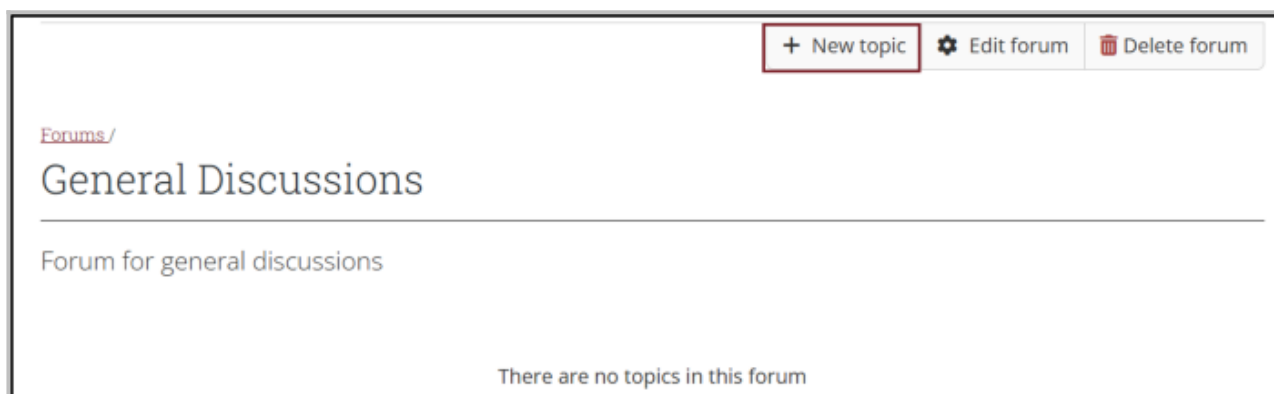 + New topic Edit forum Delete forum
Forums /
General Discussions
Forum for general discussions
There are no topics in this forum